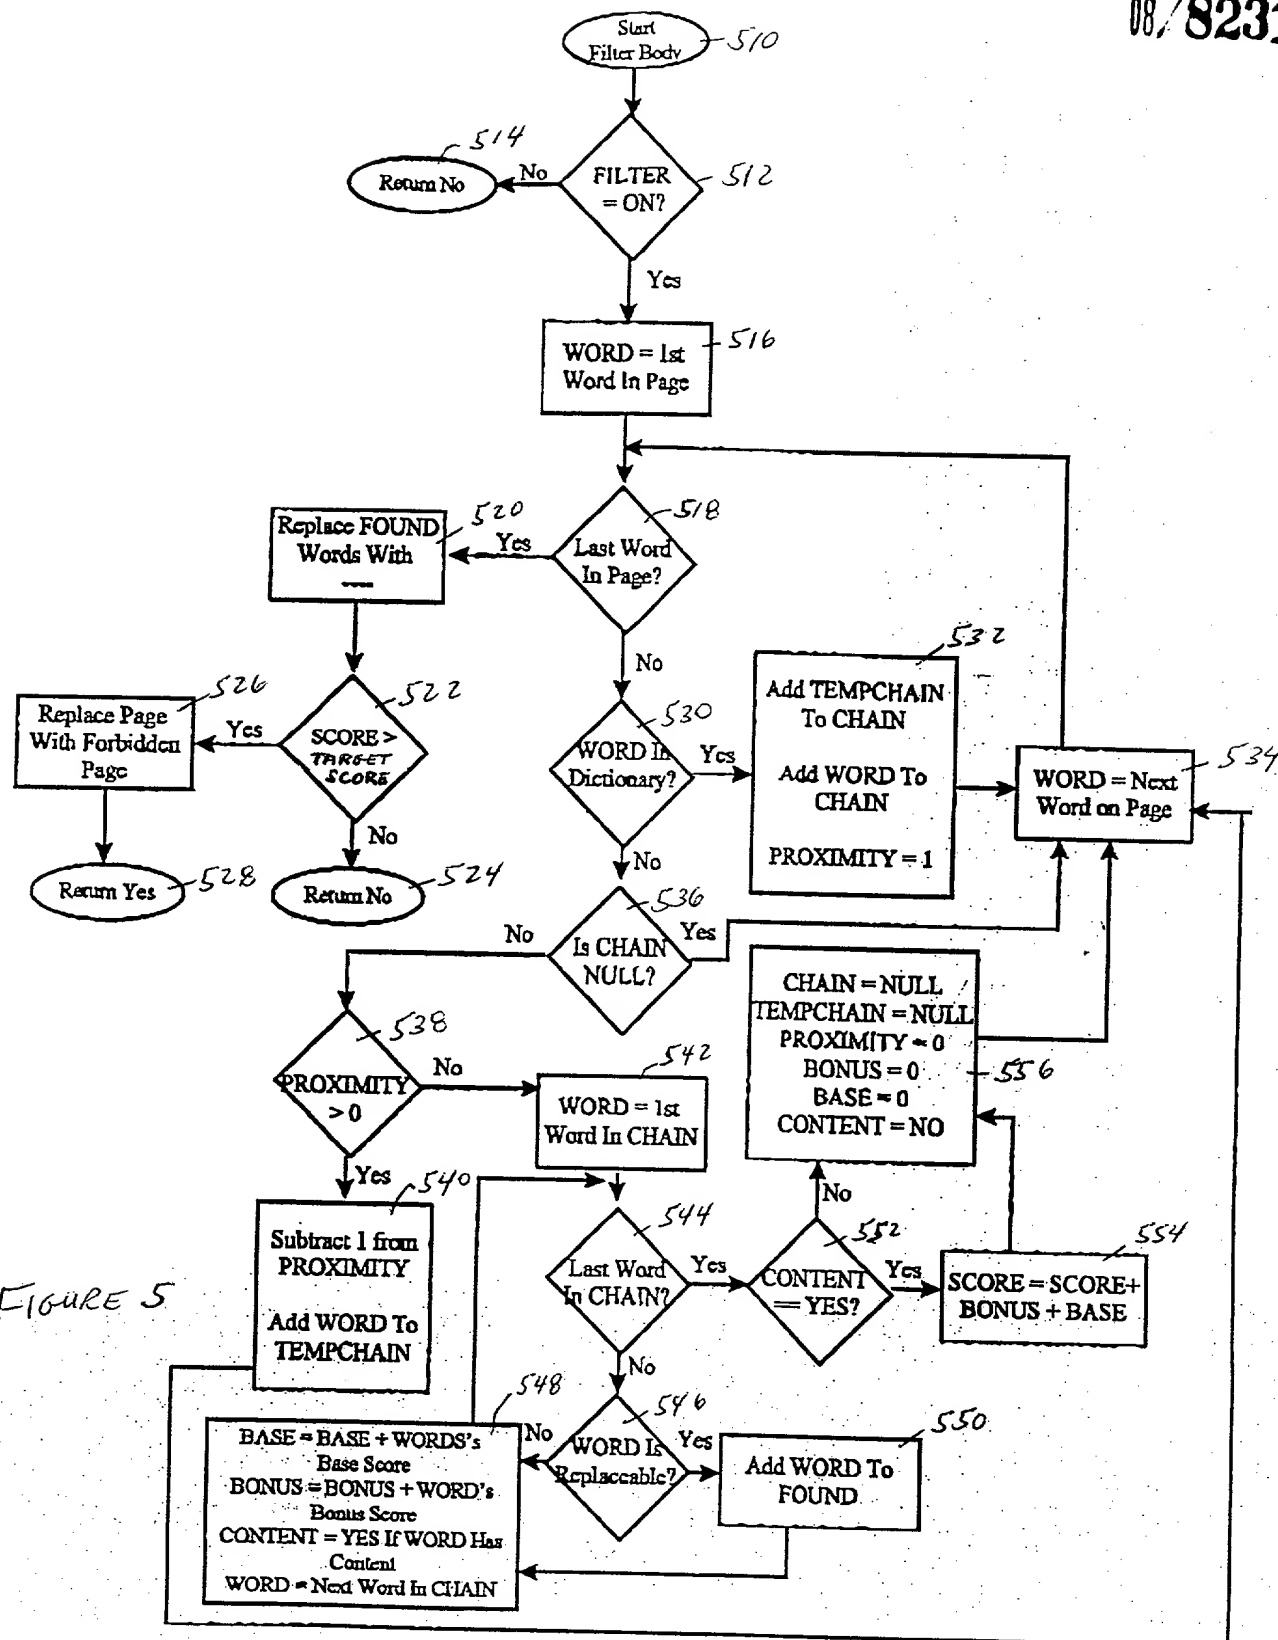 08/8231
Start
Filter Body
510
514
Return No
No
FILTER
= ON?
512
Yes
WORD = 1st
Word In Page
516
Replace FOUND
Words With
----
520
Yes
Last Word
In Page?
518
No
532
Add TEMPCHAIN
To CHAIN
Add WORD To
CHAIN
PROXIMITY = 1
526
Replace Page
With Forbidden
Page
Yes
SCORE >
TARGET
SCORE
522
530
WORD In
Dictionary?
Yes
WORD = Next
Word on Page
534
No
No
Return Yes
528
Return No
524
536
No
Is CHAIN
NULL?
Yes
CHAIN = NULL
TEMPCHAIN = NULL
PROXIMITY = 0
BONUS = 0
BASE = 0
CONTENT = NO
556
538
PROXIMITY
> 0
No
542
WORD = 1st
Word In CHAIN
Yes
540
Subtract 1 from
PROXIMITY
Add WORD To
TEMPCHAIN
No
544
Last Word
In CHAIN?
Yes
552
CONTENT
== YES?
Yes
554
SCORE = SCORE+
BONUS + BASE
FIGURE 5
No
548
BASE = BASE + WORDS's
Base Score
BONUS = BONUS + WORD's
Bonus Score
CONTENT = YES If WORD Has
Content
WORD = Next Word In CHAIN
No
546
WORD Is
Replaceable?
Yes
550
Add WORD To
FOUND